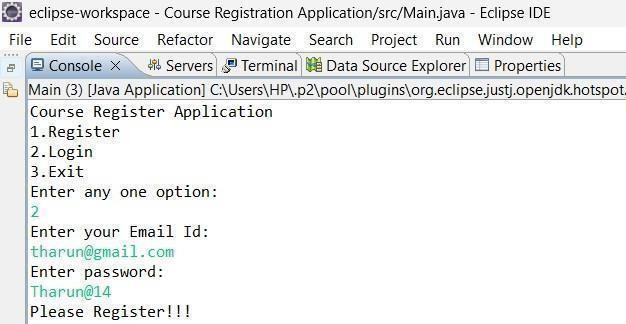 eclipse-workspace - Course Registration Application/src/Main.java - Eclipse IDE
File Edit Source Refactor Navigate Search Project Run Window Help
Console Servers Terminal Data Source Explorer Properties
Main (3) [Java Application] C:\Users\HP\.p2\pool\plugins\org.eclipse.justj.openjdk.hotspot.
Course Register Application
1.Register
2.Login
3.Exit
Enter any one option:
2
Enter your Email Id:
tharun@gmail.com
Enter password:
Tharun@14
Please Register!!!